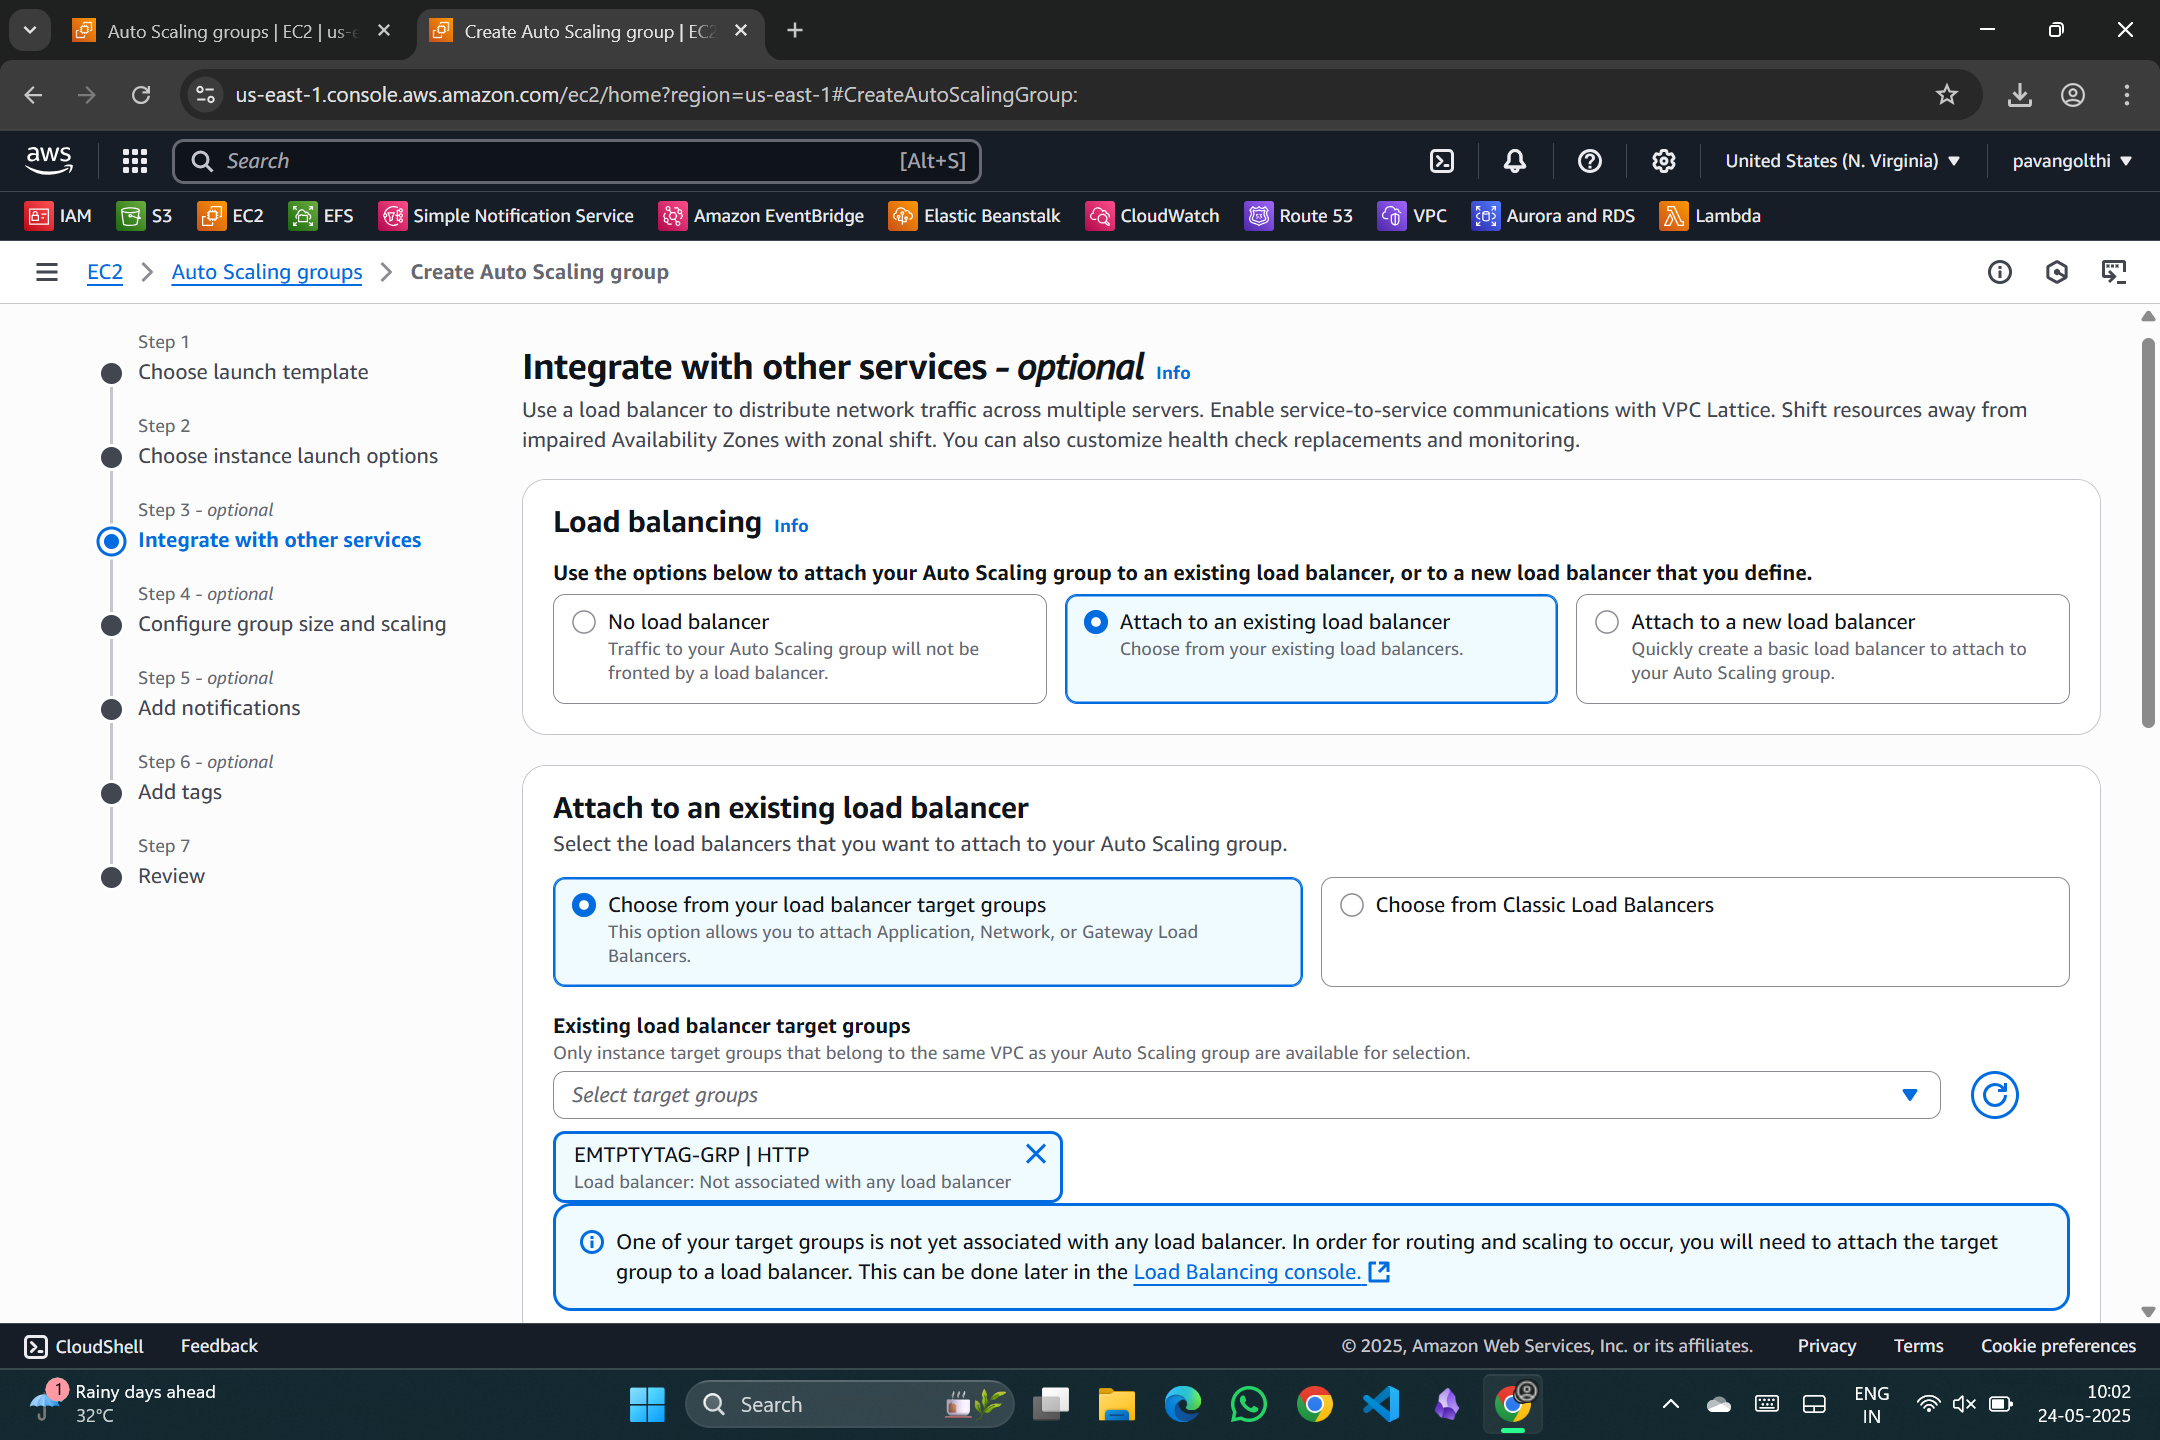 Auto Scaling groups | EC2 | us-e
Create Auto Scaling group | EC2
us-east-1.console.aws.amazon.com/ec2/home?region=us-east-1#CreateAutoScalingGroup:
aws
Search
[Alt+S]
United States (N. Virginia)
pavangolthi
IAM
S3
EC2
EFS
Simple Notification Service
Amazon EventBridge
Elastic Beanstalk
CloudWatch
Route 53
VPC
Aurora and RDS
Lambda
EC2
Auto Scaling groups
Create Auto Scaling group
Step 1
Choose launch template
Step 2
Choose instance launch options
Step 3 - optional
Integrate with other services
Step 4 - optional
Configure group size and scaling
Step 5 - optional
Add notifications
Step 6 - optional
Add tags
Step 7
Review
Integrate with other services - optional Info
Use a load balancer to distribute network traffic across multiple servers. Enable service-to-service communications with VPC Lattice. Shift resources away from
impaired Availability Zones with zonal shift. You can also customize health check replacements and monitoring.
Load balancing Info
Use the options below to attach your Auto Scaling group to an existing load balancer, or to a new load balancer that you define.
No load balancer
Traffic to your Auto Scaling group will not be
fronted by a load balancer.
Attach to an existing load balancer
Choose from your existing load balancers.
Attach to a new load balancer
Quickly create a basic load balancer to attach to
your Auto Scaling group.
Attach to an existing load balancer
Select the load balancers that you want to attach to your Auto Scaling group.
Choose from your load balancer target groups
This option allows you to attach Application, Network, or Gateway Load
Balancers.
Choose from Classic Load Balancers
Existing load balancer target groups
Only instance target groups that belong to the same VPC as your Auto Scaling group are available for selection.
Select target groups
EMTPTYTAG-GRP | HTTP
Load balancer: Not associated with any load balancer
One of your target groups is not yet associated with any load balancer. In order for routing and scaling to occur, you will need to attach the target
group to a load balancer. This can be done later in the Load Balancing console.
CloudShell
Feedback
© 2025, Amazon Web Services, Inc. or its affiliates.
Privacy
Terms
Cookie preferences
1
Rainy days ahead
32°C
Search
ENG
IN
10:02
24-05-2025